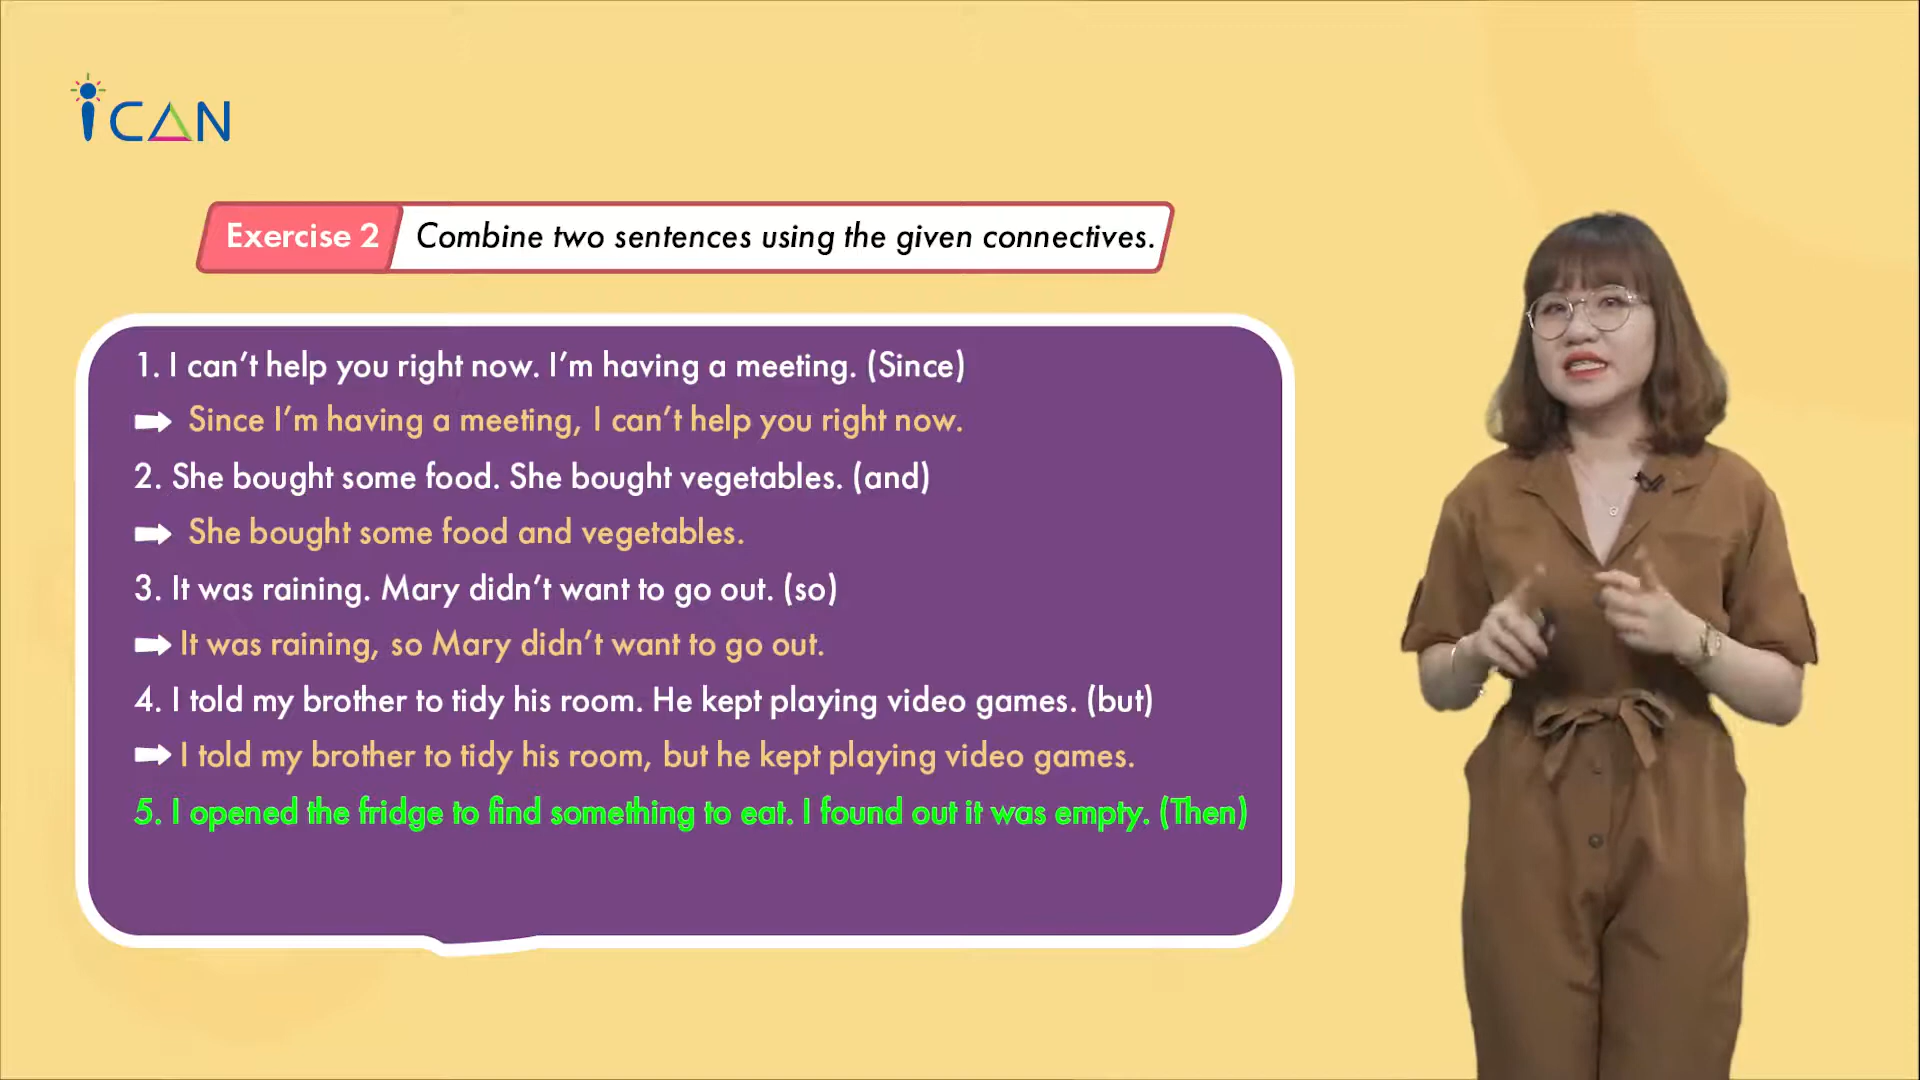 iCAN
Exercise 2 Combine two sentences using the given connectives.
1. I can't help you right now. I'm having a meeting. (Since)
Since I'm having a meeting, I can't help you right now.
2. She bought some food. She bought vegetables. (and)
She bought some food and vegetables.
3. It was raining. Mary didn't want to go out. (so)
It was raining, so Mary didn't want to go out.
4. I told my brother to tidy his room. He kept playing video games. (but)
I told my brother to tidy his room, but he kept playing video games.
5. I opened the fridge to find something to eat. I found out it was empty. (Then)